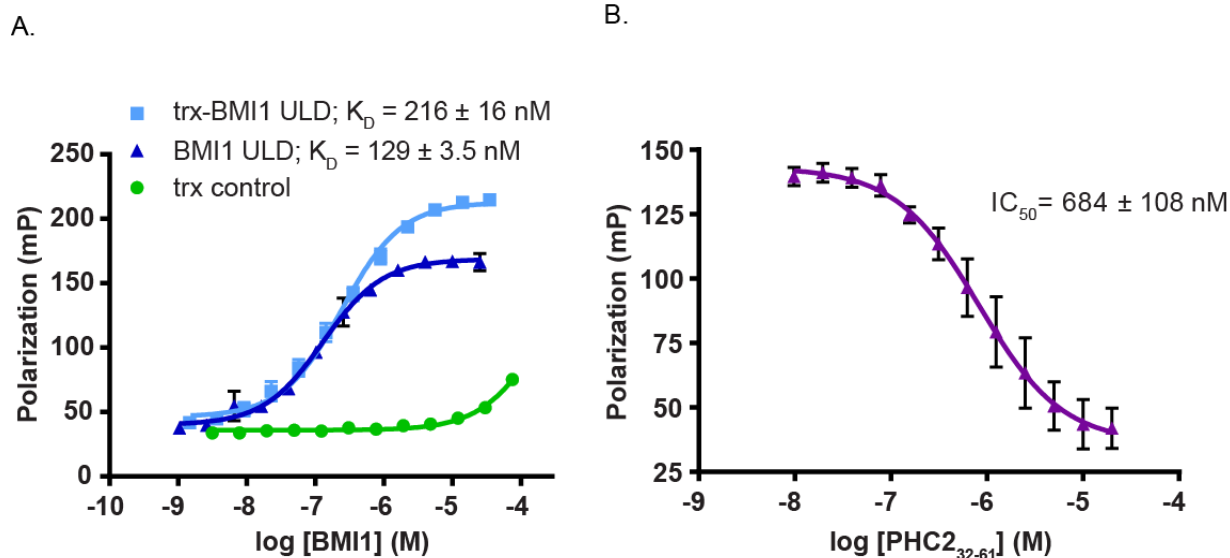 A.
trx-BMI1 ULD; K_D = 216 ± 16 nM
BMI1 ULD; K_D = 129 ± 3.5 nM
trx control
250
200
150
100
50
0
Polarization (mP)
-10 -9 -8 -7 -6 -5 -4
log [BMI1] (M)
B.
150
125
100
75
50
25
Polarization (mP)
IC50= 684 ± 108 nM
-9 -8 -7 -6 -5 -4
log [PHC232-61] (M)